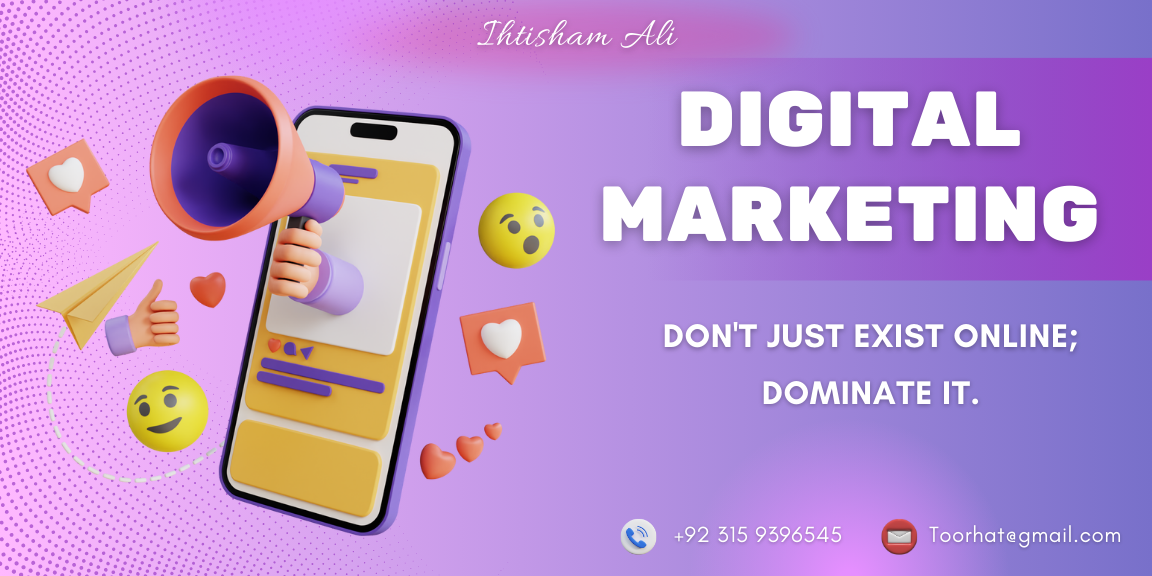 Ihtisham Ali
DIGITAL
MARKETING
DON'T JUST EXIST ONLINE;
DOMINATE IT.
+92 315 9396545
Toorhat@gmail.com